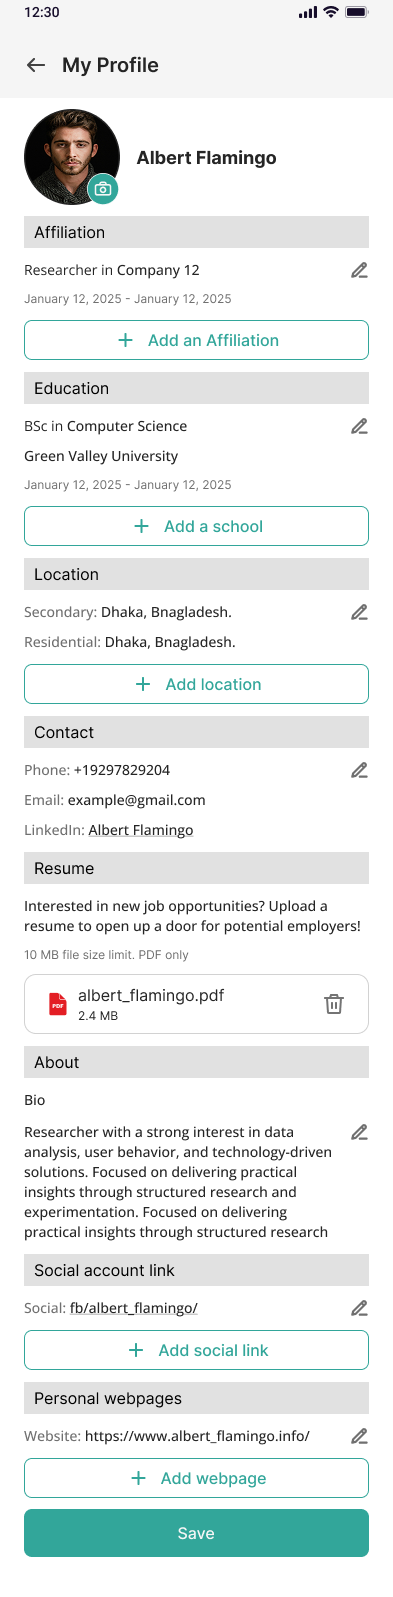 12:30
My Profile
Albert Flamingo
Affiliation
Researcher in Company 12
January 12, 2025 - January 12, 2025
+ Add an Affiliation
Education
BSc in Computer Science
Green Valley University
January 12, 2025 - January 12, 2025
+ Add a school
Location
Secondary: Dhaka, Bnagladesh.
Residential: Dhaka, Bnagladesh.
+ Add location
Contact
Phone: +19297829204
Email: example@gmail.com
LinkedIn: Albert Flamingo
Resume
Interested in new job opportunities? Upload a
resume to open up a door for potential employers!
10 MB file size limit. PDF only
PDF
albert_flamingo.pdf
2.4 MB
About
Bio
Researcher with a strong interest in data
analysis, user behavior, and technology-driven
solutions. Focused on delivering practical
insights through structured research and
experimentation. Focused on delivering
practical insights through structured research
Social account link
Social: fb/albert_flamingo/
+ Add social link
Personal webpages
Website: https://www.albert_flamingo.info/
+ Add webpage
Save